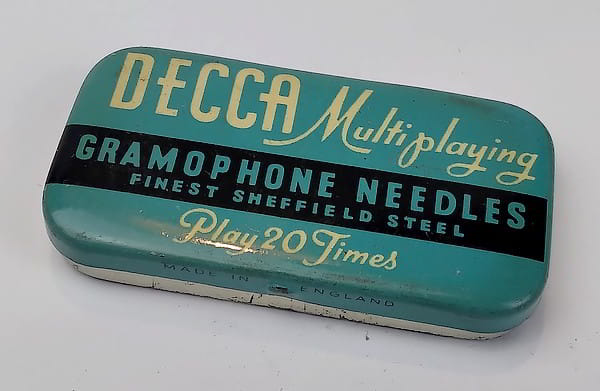 DECCA Multiplaying
GRAMOPHONE NEEDLES
FINEST SHEFFIELD STEEL
Play 20 Times
MADE IN ENGLAND